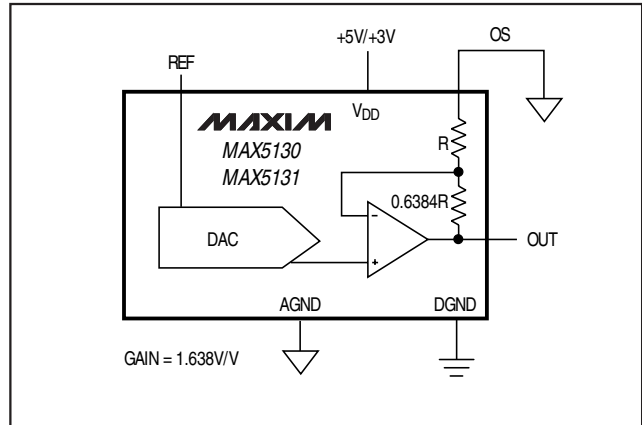 +5V/+3V
OS
REF
VDD
MAXIM
MAX5130
MAX5131
R
0.6384R
-
DAC
+
OUT
AGND
DGND
GAIN = 1.638V/V